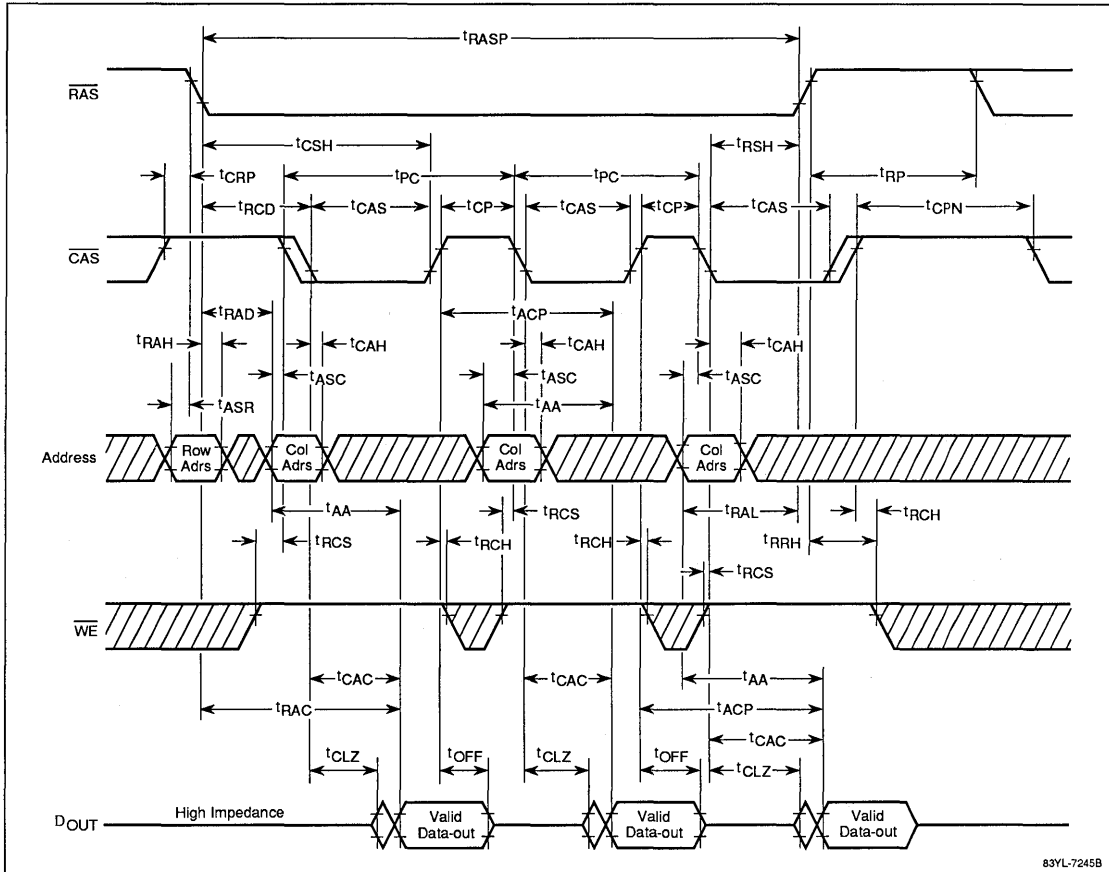 tRASP
RAS
tCSH
tRSH
tCRP
tPC
tPC
tRP
tRCD
tCAS
tCP
tCAS
tCP
tCAS
tCPN
CAS
tRAD
tACP
tRAH
tCAH
tCAH
tCAH
tASC
tASC
tASC
tASR
tAA
Address
Row Adrs
Col Adrs
Col Adrs
Col Adrs
tAA
tRCS
tRAL
tRCH
tRCS
tRCH
tRCH
tRRH
tRCS
WE
tCAC
tCAC
tAA
tRAC
tACP
tCAC
tCLZ
tOFF
tCLZ
tOFF
tCLZ
DOUT
High Impedance
Valid Data-out
Valid Data-out
Valid Data-out
83YL-7245B